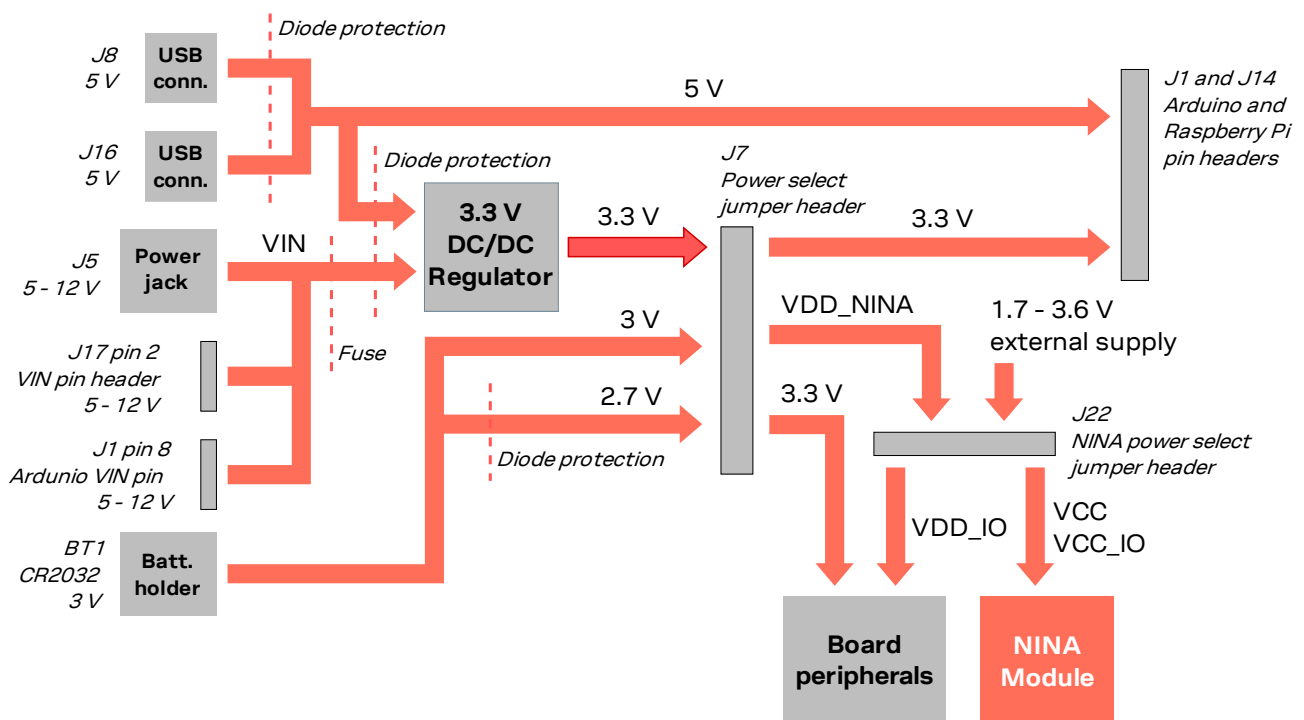 Diode protection
J8
5 V
USB
conn.
5 V
J1 and J14
Arduino and
Raspberry Pi
pin headers
J16
5 V
USB
conn.
Diode protection
J7
Power select
jumper header
3.3 V
DC/DC
Regulator
3.3 V
3.3 V
J5
5 - 12 V
Power
jack
VIN
3 V
VDD_NINA
1.7 - 3.6 V
external supply
Fuse
J17 pin 2
VIN pin header
5 - 12 V
2.7 V
3.3 V
J22
NINA power select
jumper header
Diode protection
J1 pin 8
Ardunio VIN pin
5 - 12 V
VDD_IO
VCC
VCC_IO
BT1
CR2032
3 V
Batt.
holder
Board
peripherals
NINA
Module